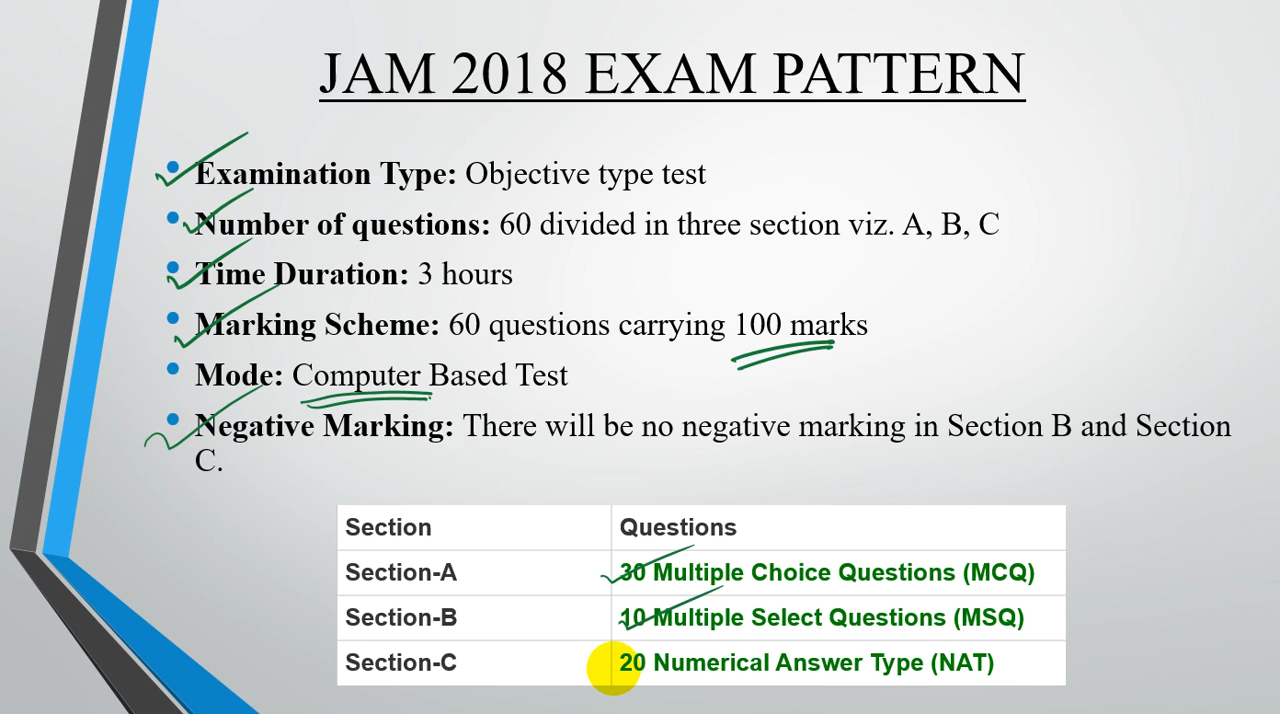 JAM 2018 EXAM PATTERN
Examination Type: Objective type test
Number of questions: 60 divided in three section viz. A, B, C
Time Duration: 3 hours
Marking Scheme: 60 questions carrying 100 marks
Mode: Computer Based Test
Negative Marking: There will be no negative marking in Section B and Section
C.
Section Questions
Section-A 30 Multiple Choice Questions (MCQ)
Section-B 10 Multiple Select Questions (MSQ)
Section-C 20 Numerical Answer Type (NAT)